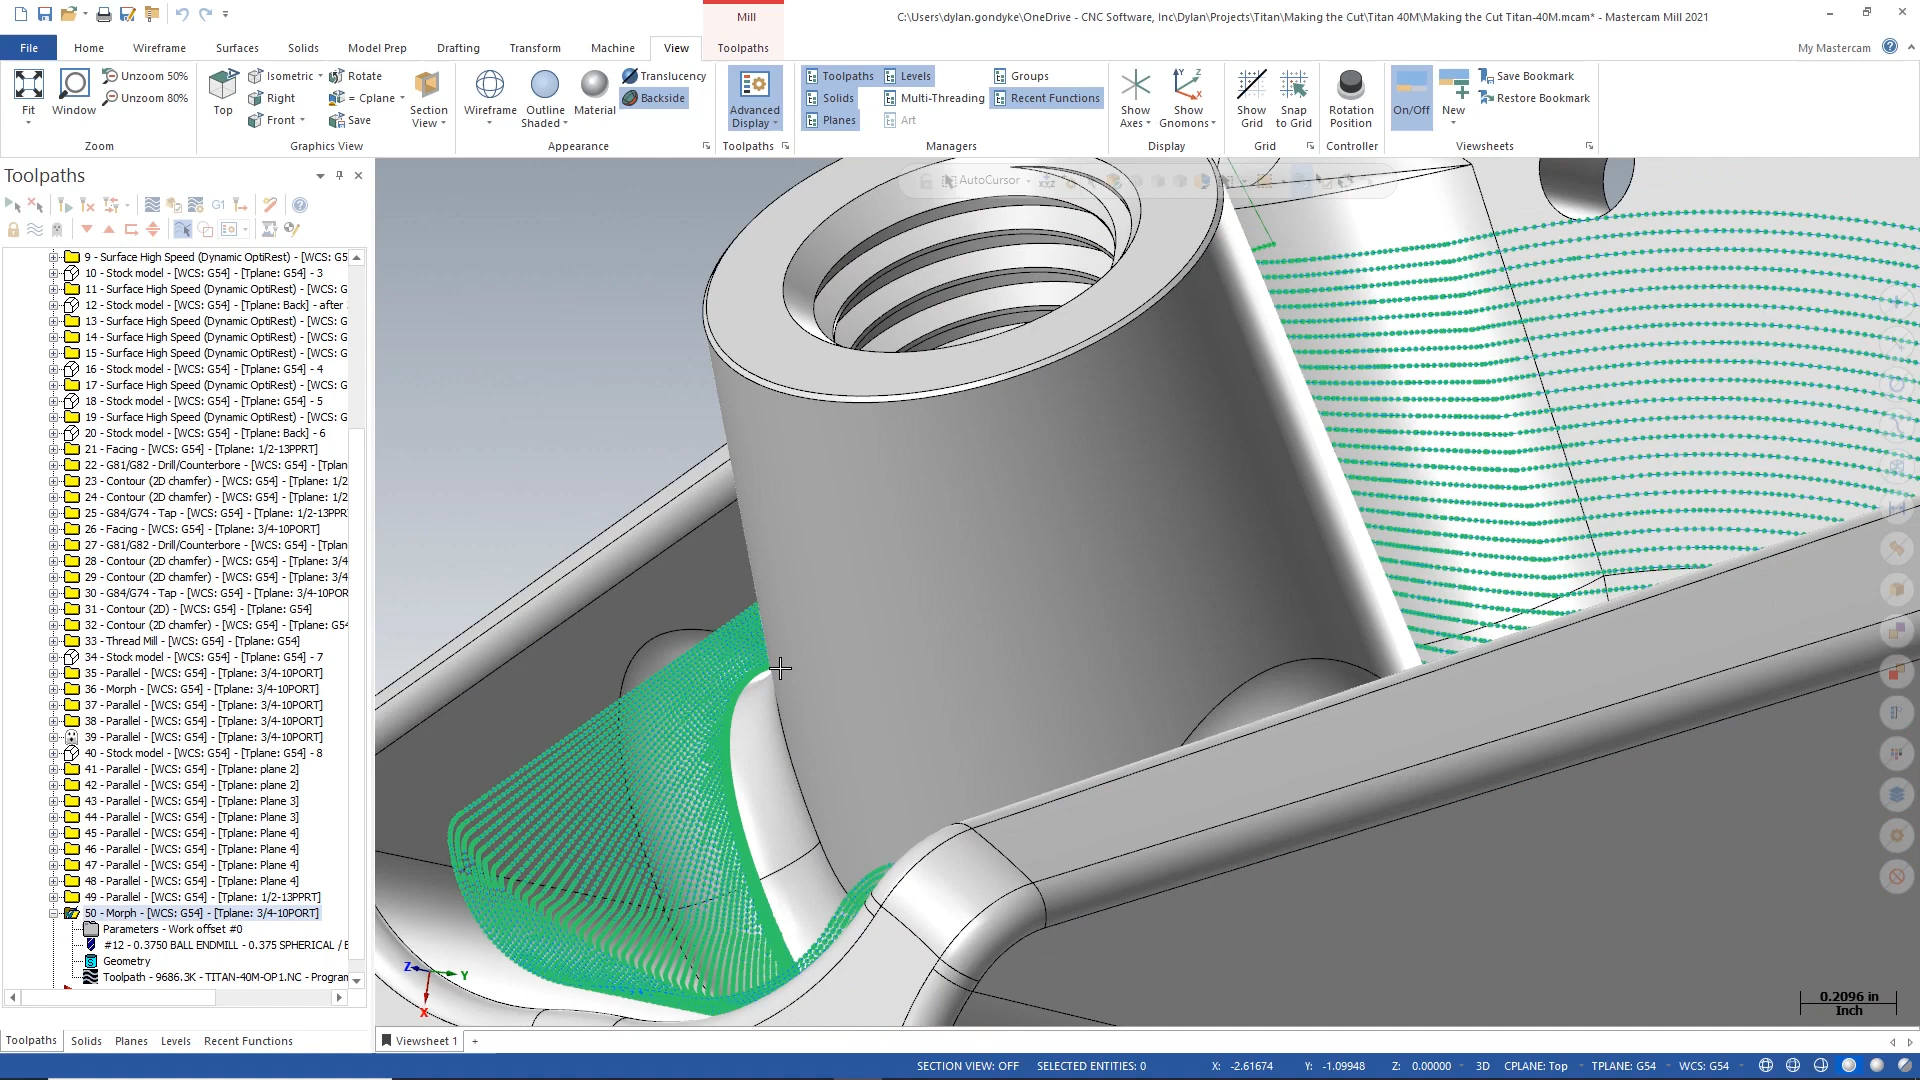 Mill
C:\Users\dylan.gondyke\OneDrive - CNC Software, Inc\Dylan\Projects\Titan\Making the Cut\Titan 40M\Making the Cut Titan-40M.mcam* - Mastercam Mill 2021
File Home Wireframe Surfaces Solids Model Prep Drafting Transform Machine View Toolpaths My Mastercam
Unzoom 50% Isometric Rotate Translucency Toolpaths Levels Groups Save Bookmark
Unzoom 80% Right = Cplane Backside Solids Multi-Threading Recent Functions Restore Bookmark
Fit Window Top Front Save Section View Wireframe Outline Shaded Material Advanced Display Planes Art Show Axes Show Gnomons Show Grid Snap to Grid Rotation Position On/Off New
Zoom Graphics View Appearance Toolpaths Managers Display Grid Controller Viewsheets
Toolpaths
AutoCursor
G1
9 - Surface High Speed (Dynamic OptiRest) - [WCS: G5
10 - Stock model - [WCS: G54] - [Tplane: G54] - 3
11 - Surface High Speed (Dynamic OptiRest) - [WCS: G
12 - Stock model - [WCS: G54] - [Tplane: Back] - after
13 - Surface High Speed (Dynamic OptiRest) - [WCS: G
14 - Surface High Speed (Dynamic OptiRest) - [WCS: G
15 - Surface High Speed (Dynamic OptiRest) - [WCS: G
16 - Stock model - [WCS: G54] - [Tplane: G54] - 4
17 - Surface High Speed (Dynamic OptiRest) - [WCS: G
18 - Stock model - [WCS: G54] - [Tplane: G54] - 5
19 - Surface High Speed (Dynamic OptiRest) - [WCS: G
20 - Stock model - [WCS: G54] - [Tplane: Back] - 6
21 - Facing - [WCS: G54] - [Tplane: 1/2-13PPRT]
22 - G81/G82 - Drill/Counterbore - [WCS: G54] - [Tplan
23 - Contour (2D chamfer) - [WCS: G54] - [Tplane: 1/2
24 - Contour (2D chamfer) - [WCS: G54] - [Tplane: 1/2
25 - G84/G74 - Tap - [WCS: G54] - [Tplane: 1/2-13PPR
26 - Facing - [WCS: G54] - [Tplane: 3/4-10PORT]
27 - G81/G82 - Drill/Counterbore - [WCS: G54] - [Tplan
28 - Contour (2D chamfer) - [WCS: G54] - [Tplane: 3/4
29 - Contour (2D chamfer) - [WCS: G54] - [Tplane: 3/4
30 - G84/G74 - Tap - [WCS: G54] - [Tplane: 3/4-10POR
31 - Contour (2D) - [WCS: G54] - [Tplane: G54]
32 - Contour (2D chamfer) - [WCS: G54] - [Tplane: G54
33 - Thread Mill - [WCS: G54] - [Tplane: G54]
34 - Stock model - [WCS: G54] - [Tplane: G54] - 7
35 - Parallel - [WCS: G54] - [Tplane: 3/4-10PORT]
36 - Morph - [WCS: G54] - [Tplane: 3/4-10PORT]
37 - Parallel - [WCS: G54] - [Tplane: 3/4-10PORT]
38 - Parallel - [WCS: G54] - [Tplane: 3/4-10PORT]
39 - Parallel - [WCS: G54] - [Tplane: 3/4-10PORT]
40 - Stock model - [WCS: G54] - [Tplane: G54] - 8
41 - Parallel - [WCS: G54] - [Tplane: plane 2]
42 - Parallel - [WCS: G54] - [Tplane: plane 2]
43 - Parallel - [WCS: G54] - [Tplane: Plane 3]
44 - Parallel - [WCS: G54] - [Tplane: Plane 3]
45 - Parallel - [WCS: G54] - [Tplane: Plane 4]
46 - Parallel - [WCS: G54] - [Tplane: Plane 4]
47 - Parallel - [WCS: G54] - [Tplane: Plane 4]
48 - Parallel - [WCS: G54] - [Tplane: Plane 4]
49 - Parallel - [WCS: G54] - [Tplane: 1/2-13PPRT]
50 - Morph - [WCS: G54] - [Tplane: 3/4-10PORT]
Parameters - Work offset #0
#12 - 0.3750 BALL ENDMILL - 0.375 SPHERICAL / E
Geometry
Toolpath - 9686.3K - TITAN-40M-OP1.NC - Program
Z Y
X
0.2096 in
Inch
Toolpaths Solids Planes Levels Recent Functions Viewsheet 1 +
SECTION VIEW: OFF SELECTED ENTITIES: 0 X: -2.61674 Y: -1.09948 Z: 0.00000 3D CPLANE: Top TPLANE: G54 WCS: G54